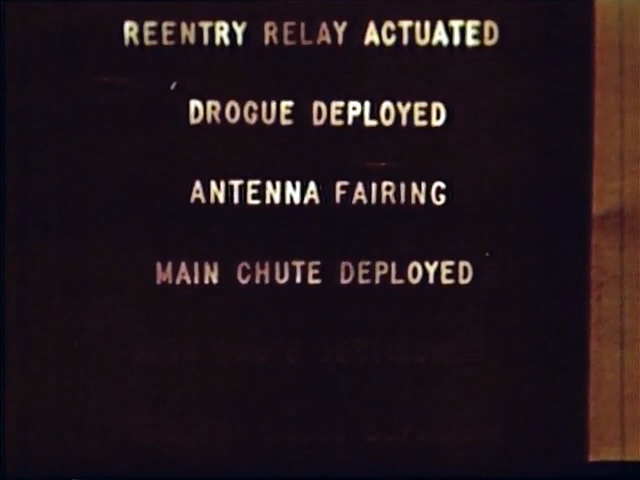 REENTRY RELAY ACTUATED
DROGUE DEPLOYED
ANTENNA FAIRING
MAIN CHUTE DEPLOYED